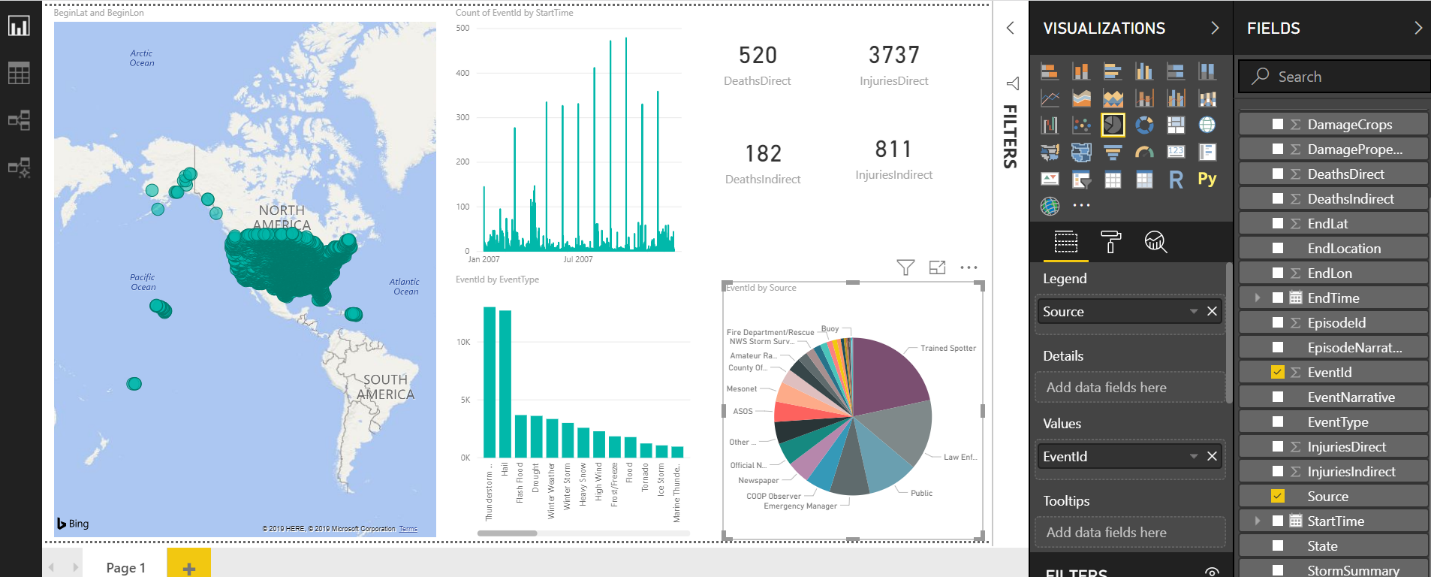 BeginLat and BeginLon
Arctic
Ocean
NORTH
AMERICA
Pacific
Ocean
Atlantic
Ocean
SOUTH
AMERICA
Bing
© 2019 HERE, © 2019 Microsoft Corporation Terms
Count of EventId by StartTime
500
400
300
200
100
0
Jan 2007
Jul 2007
520
DeathsDirect
3737
InjuriesDirect
182
DeathsIndirect
811
InjuriesIndirect
EventId by EventType
10K
5K
0K
Thunderstorm ...
Hail
Flash Flood
Drought
Winter Weather
Winter Storm
Heavy Snow
High Wind
Frost/Freeze
Flood
Tornado
Ice Storm
Marine Thunde...
EventId by Source
Buoy
Fire Department/Rescue
NWS Storm Surv...
Amateur Ra...
County Of...
Mesonet
ASOS
Other ...
Official N...
Newspaper
COOP Observer
Emergency Manager
Public
Law Enf...
Trained Spotter
Page 1
FILTERS
VISUALIZATIONS
123
R
Py
Legend
Source
Details
Add data fields here
Values
EventId
Tooltips
Add data fields here
FILTERS
FIELDS
Search
DamageCrops
DamagePrope...
DeathsDirect
DeathsIndirect
EndLat
EndLocation
EndLon
EndTime
EpisodeId
EpisodeNarrat...
EventId
EventNarrative
EventType
InjuriesDirect
InjuriesIndirect
Source
StartTime
State
StormSummary